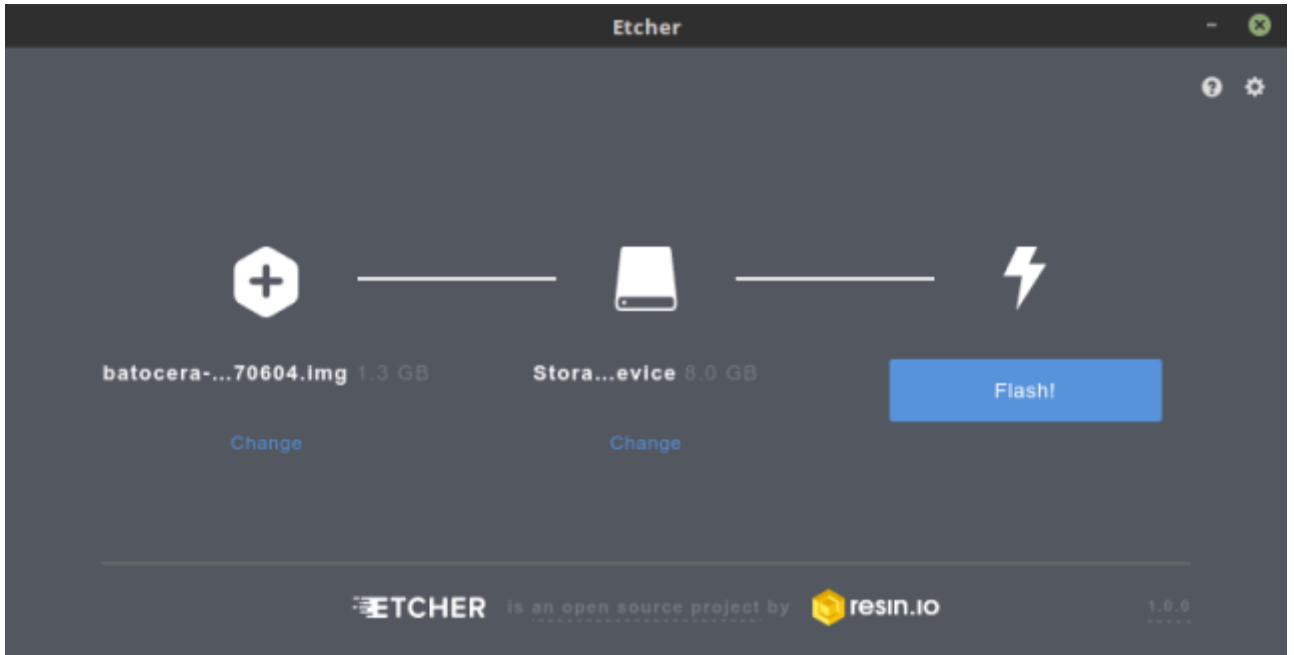 Etcher
batocera-...70604.img 1.3 GB
Stora...evice 8.0 GB
Flash!
Change
Change
ETCHER is an open source project by resin.io
1.0.0